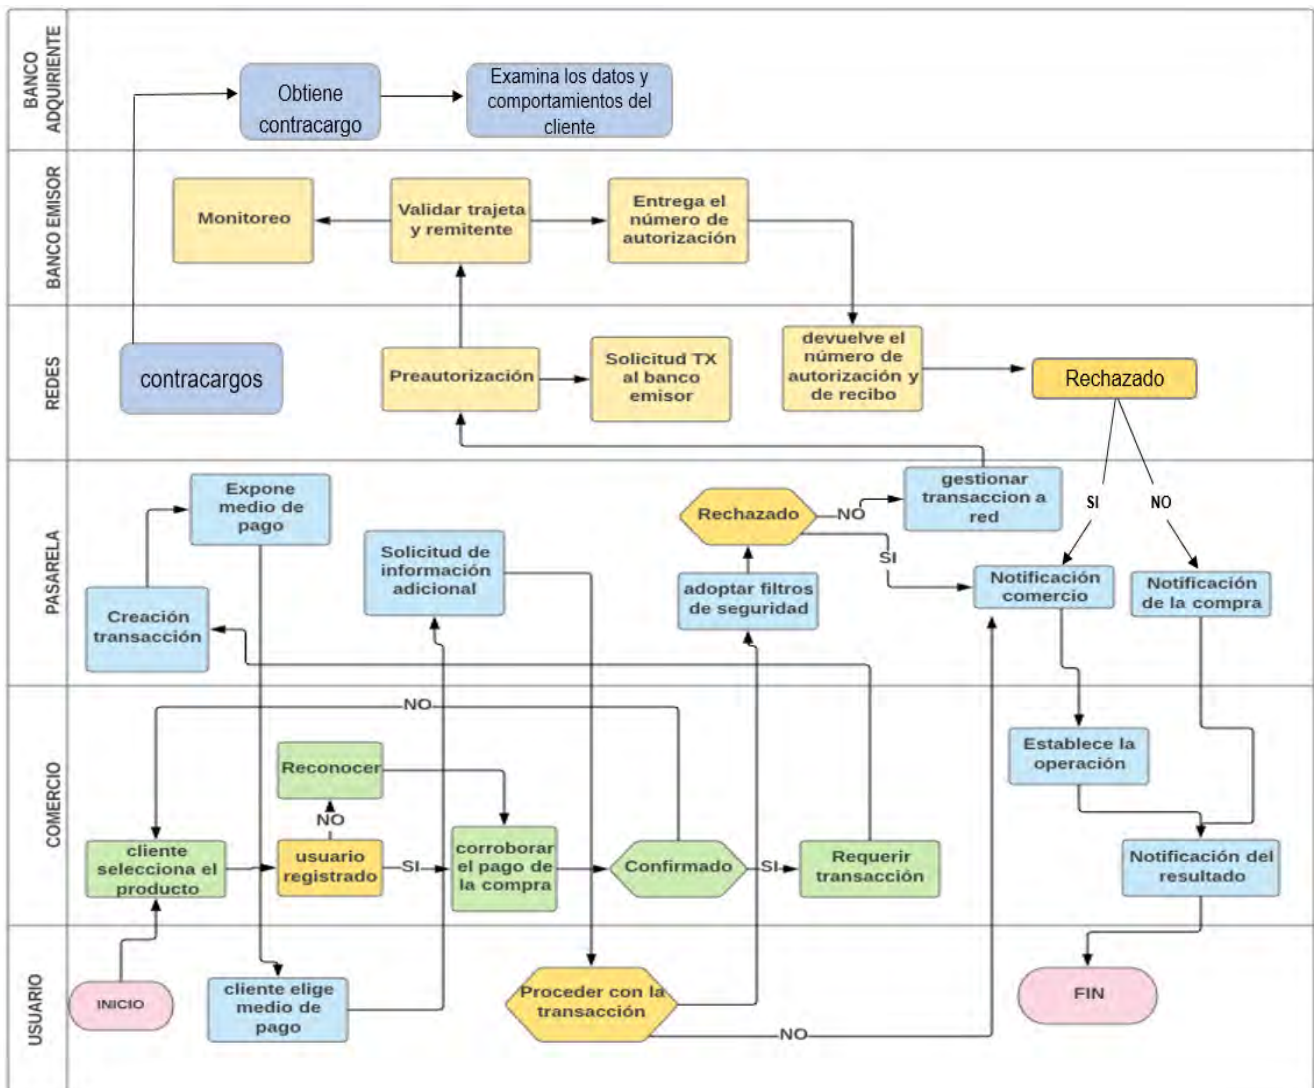 BANCO
ADQUIRIENTE
Obtiene
contracargo
Examina los datos y
comportamientos del
cliente
BANCO EMISOR
Monitoreo
Validar trajeta
y remitente
Entrega el
número de
autorización
REDES
contracargos
Preautorización
Solicitud TX
al banco
emisor
devuelve el
número de
autorización y
de recibo
Rechazado
SI
NO
PASARELA
Expone
medio de
pago
Creación
transacción
Solicitud de
información
adicional
Rechazado
NO
SI
gestionar
transaccion a
red
adoptar filtros
de seguridad
Notificación
comercio
Notificación
de la compra
COMERCIO
NO
Reconocer
NO
cliente
selecciona el
producto
usuario
registrado
SI
corroborar
el pago de
la compra
Confirmado
SI
Requerir
transacción
Establece la
operación
Notificación del
resultado
USUARIO
INICIO
cliente elige
medio de
pago
Proceder con la
transacción
NO
FIN